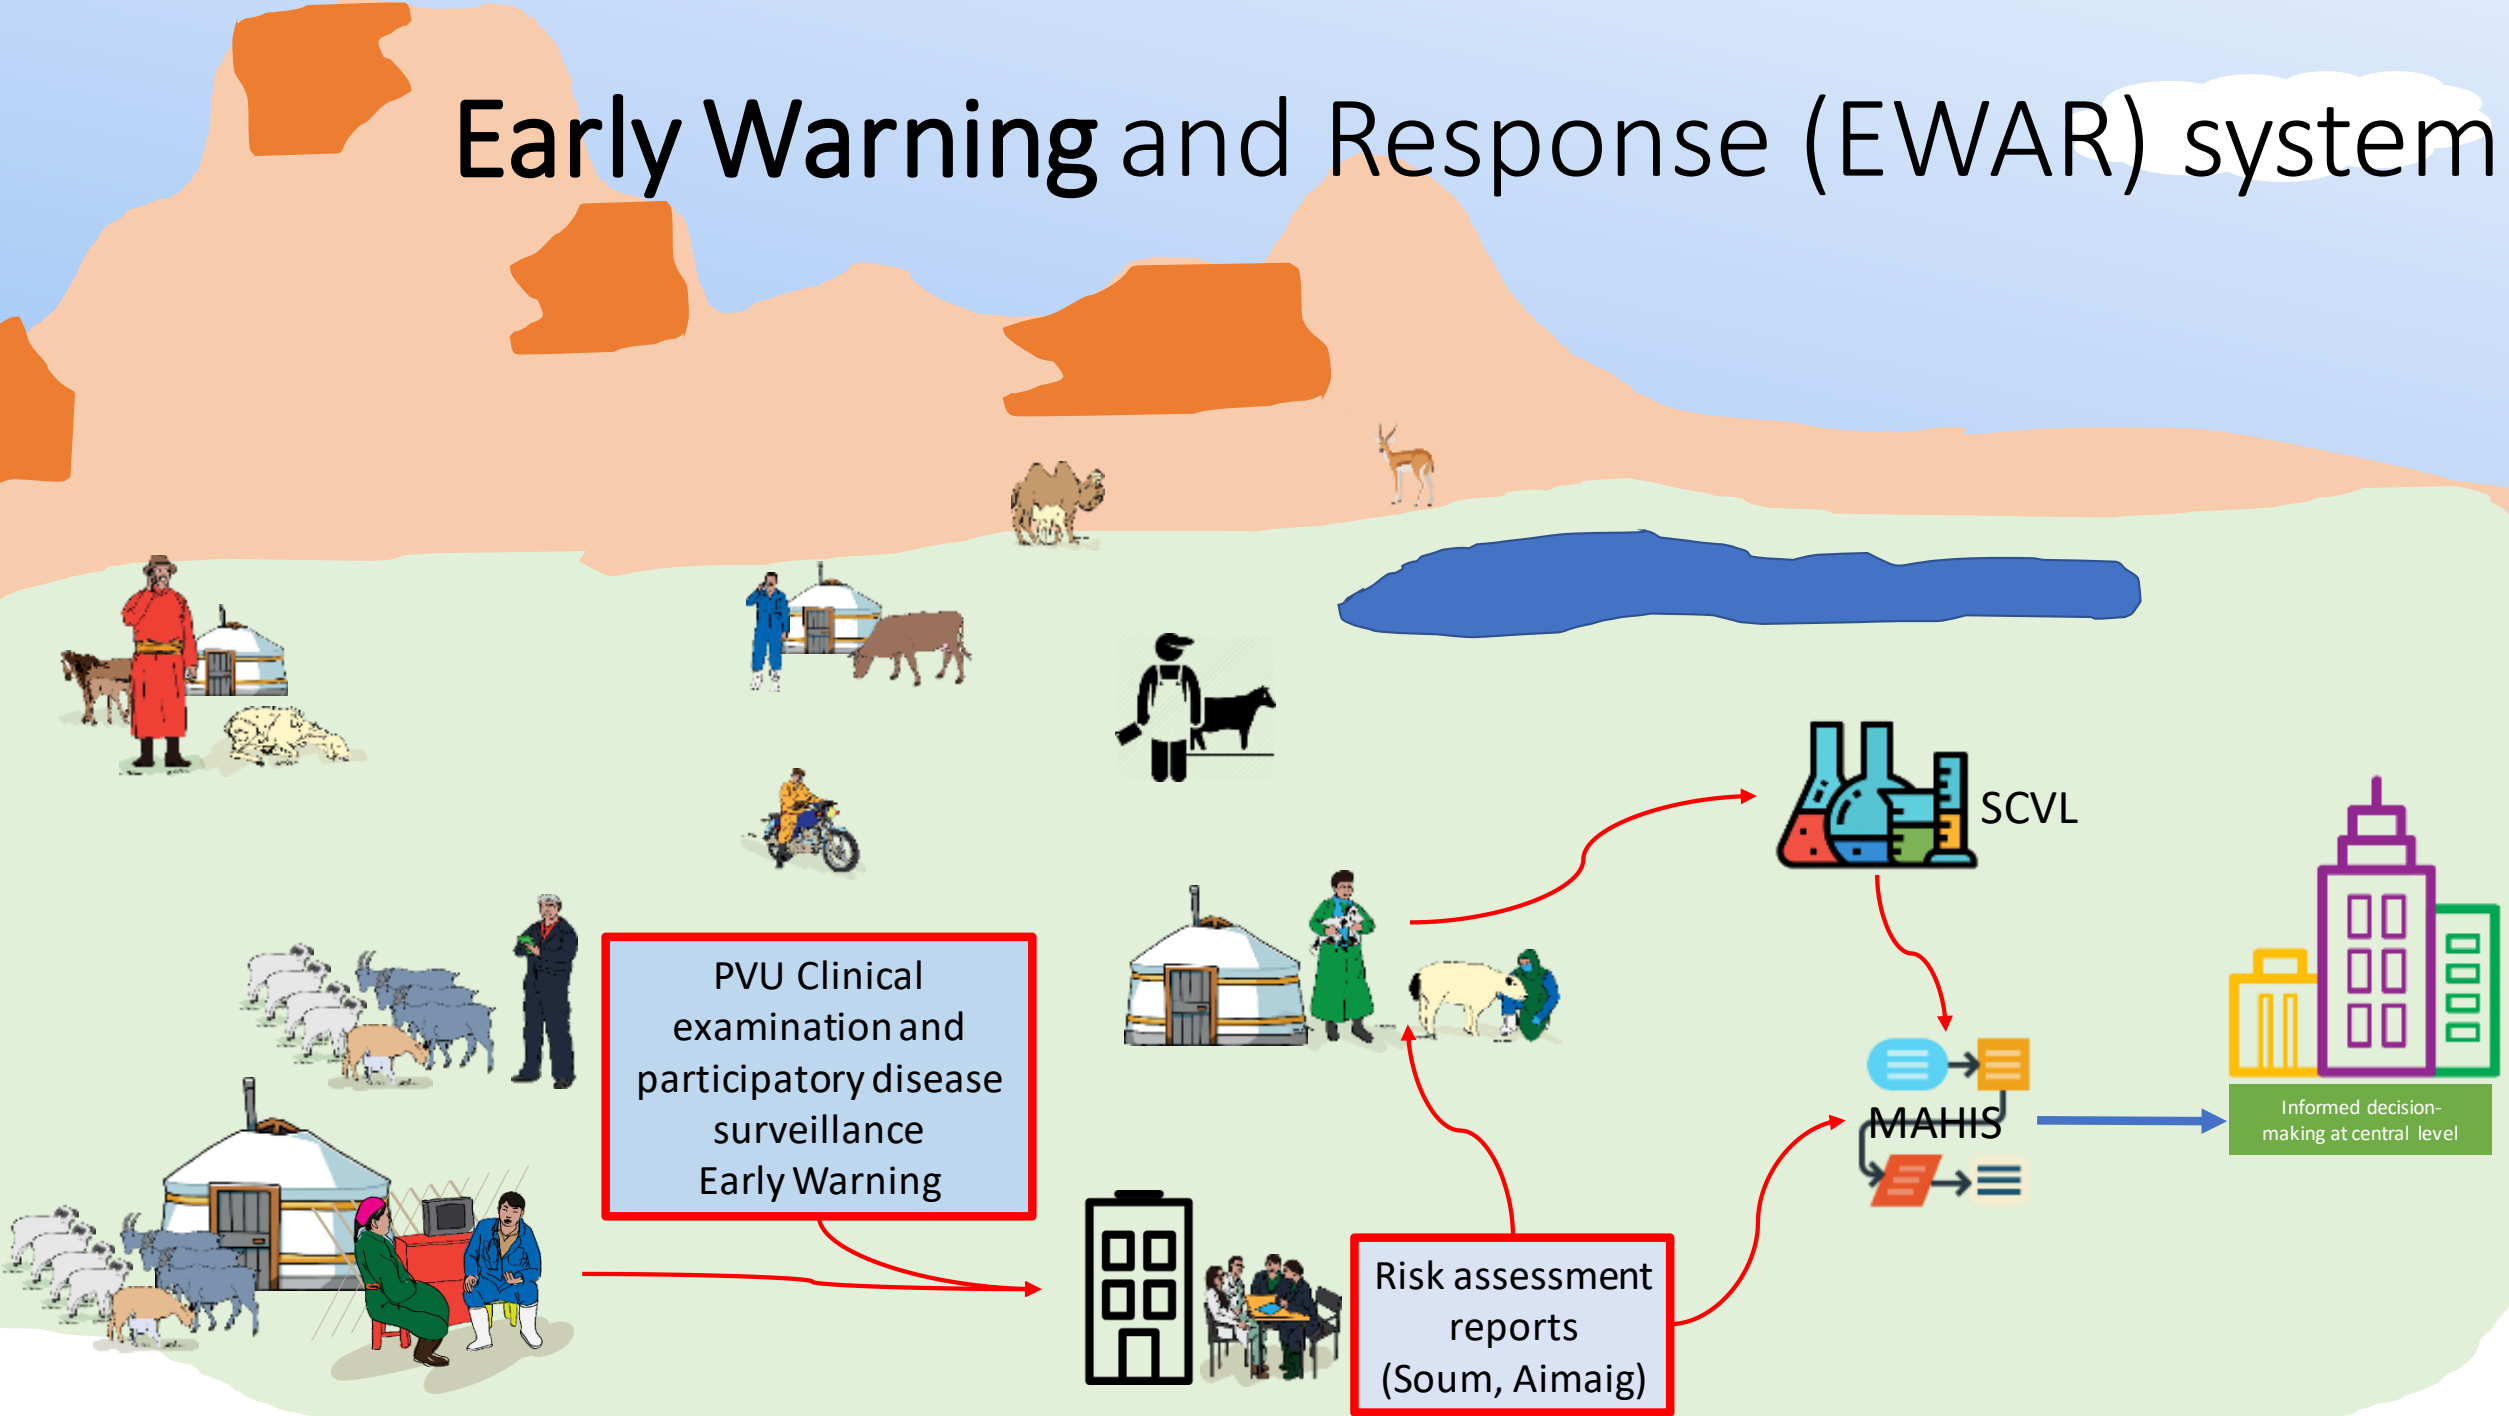 Early Warning and Response (EWAR) system
SCVL
PVU Clinical
examination and
participatory disease
surveillance
Early Warning
MAHIS
Informed decision-
making at central level
Risk assessment
reports
(Soum, Aimaig)